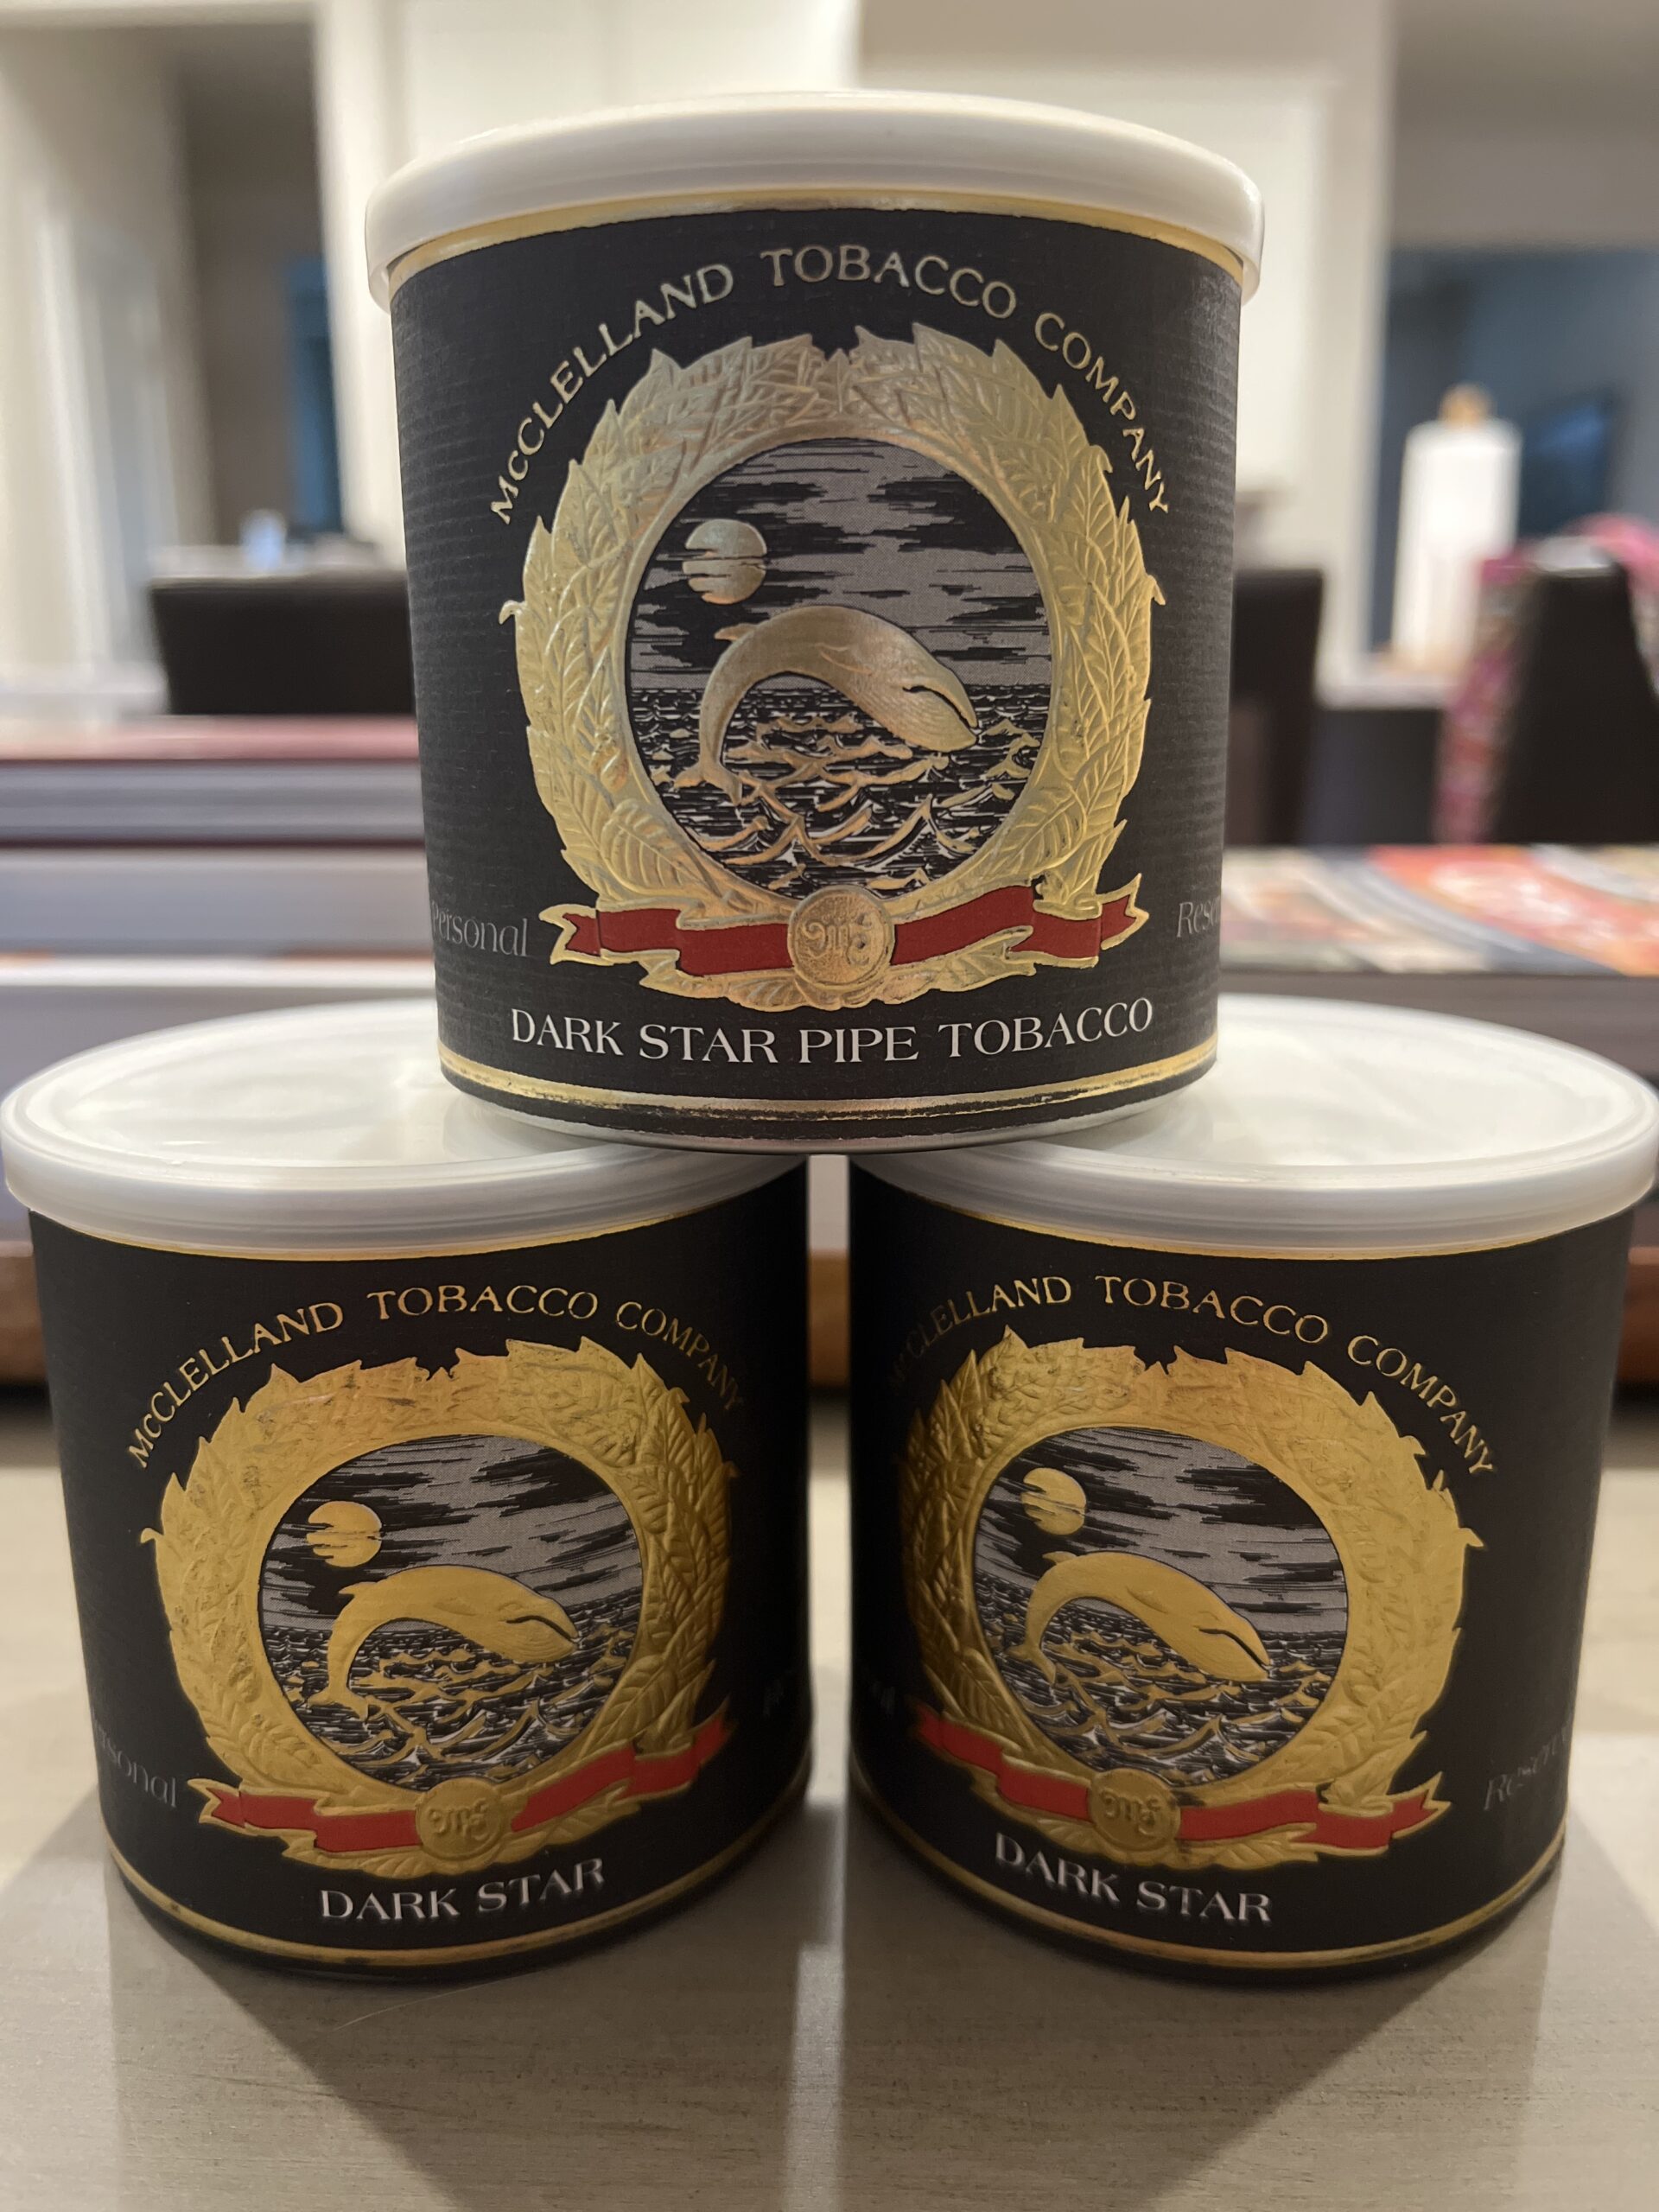 McCLELLAND TOBACCO COMPANY
Personal
DARK STAR PIPE TOBACCO
McCLELLAND TOBACCO COMPANY
DARK STAR
McCLELLAND TOBACCO COMPANY
DARK STAR